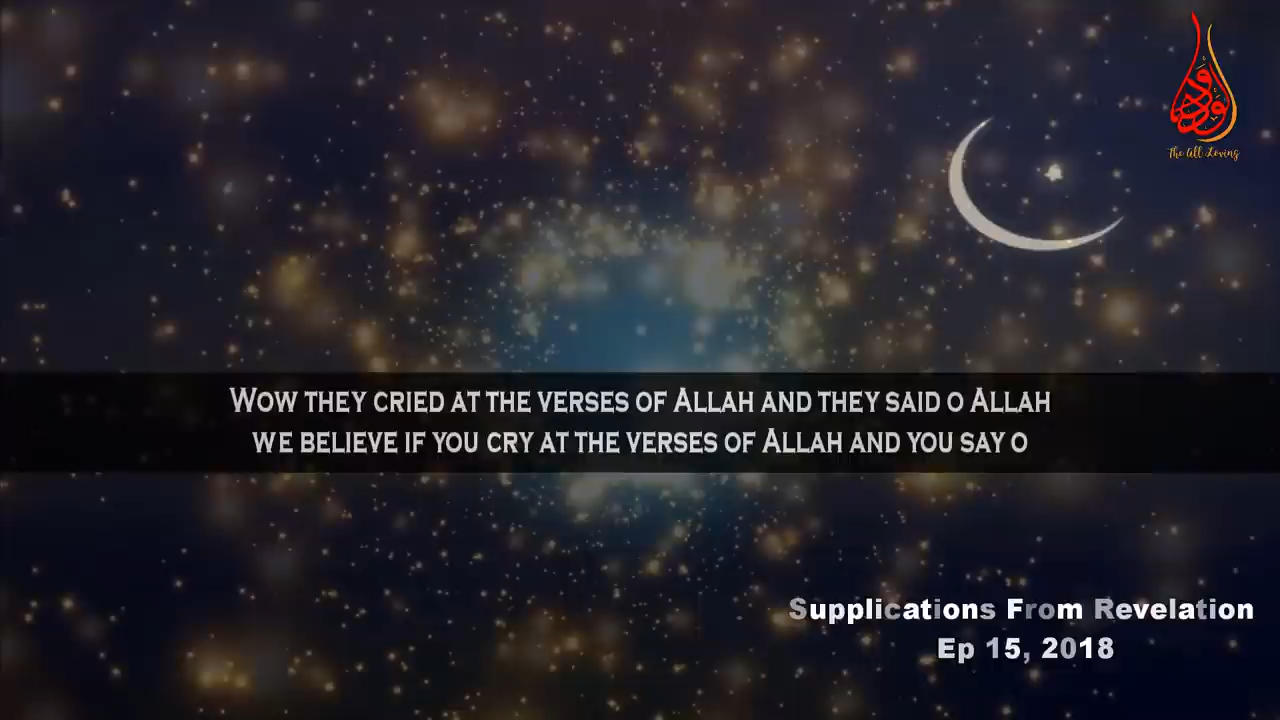 The All Loving
Wow they cried at the verses of Allah and they said o Allah
we believe if you cry at the verses of Allah and you say o
Supplications From Revelation
Ep 15, 2018